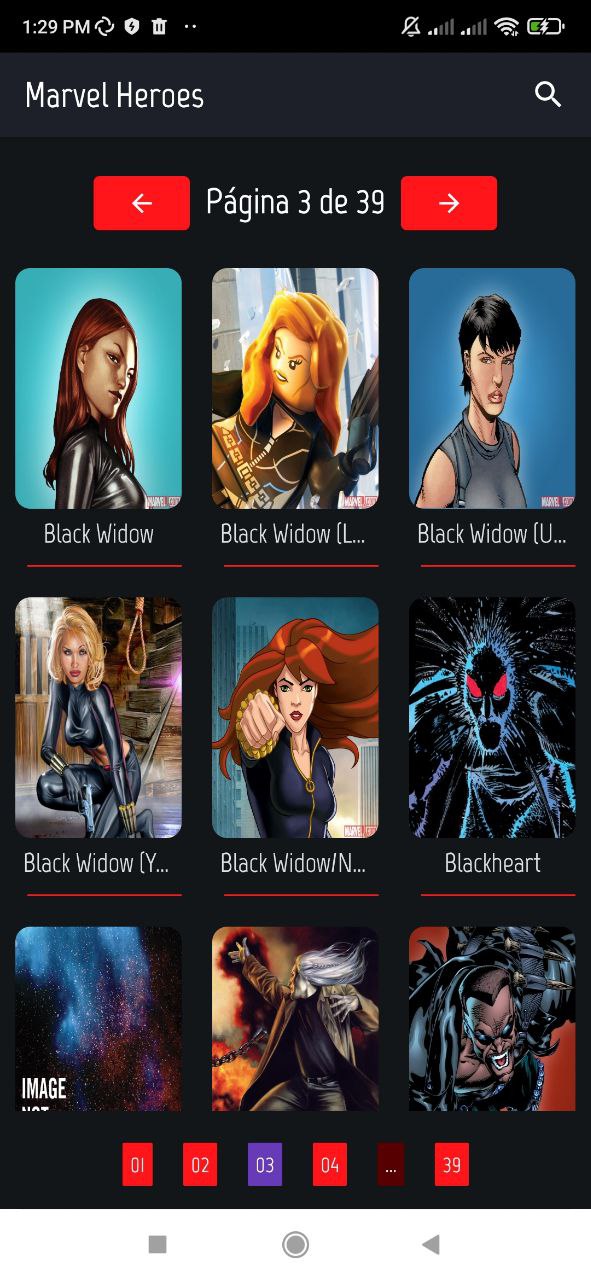 1:29 PM
Marvel Heroes
Página 3 de 39
Black Widow
Black Widow (L...
Black Widow (U...
Black Widow (Y...
Black Widow/N...
Blackheart
IMAGE
01 02 03 04 ... 39